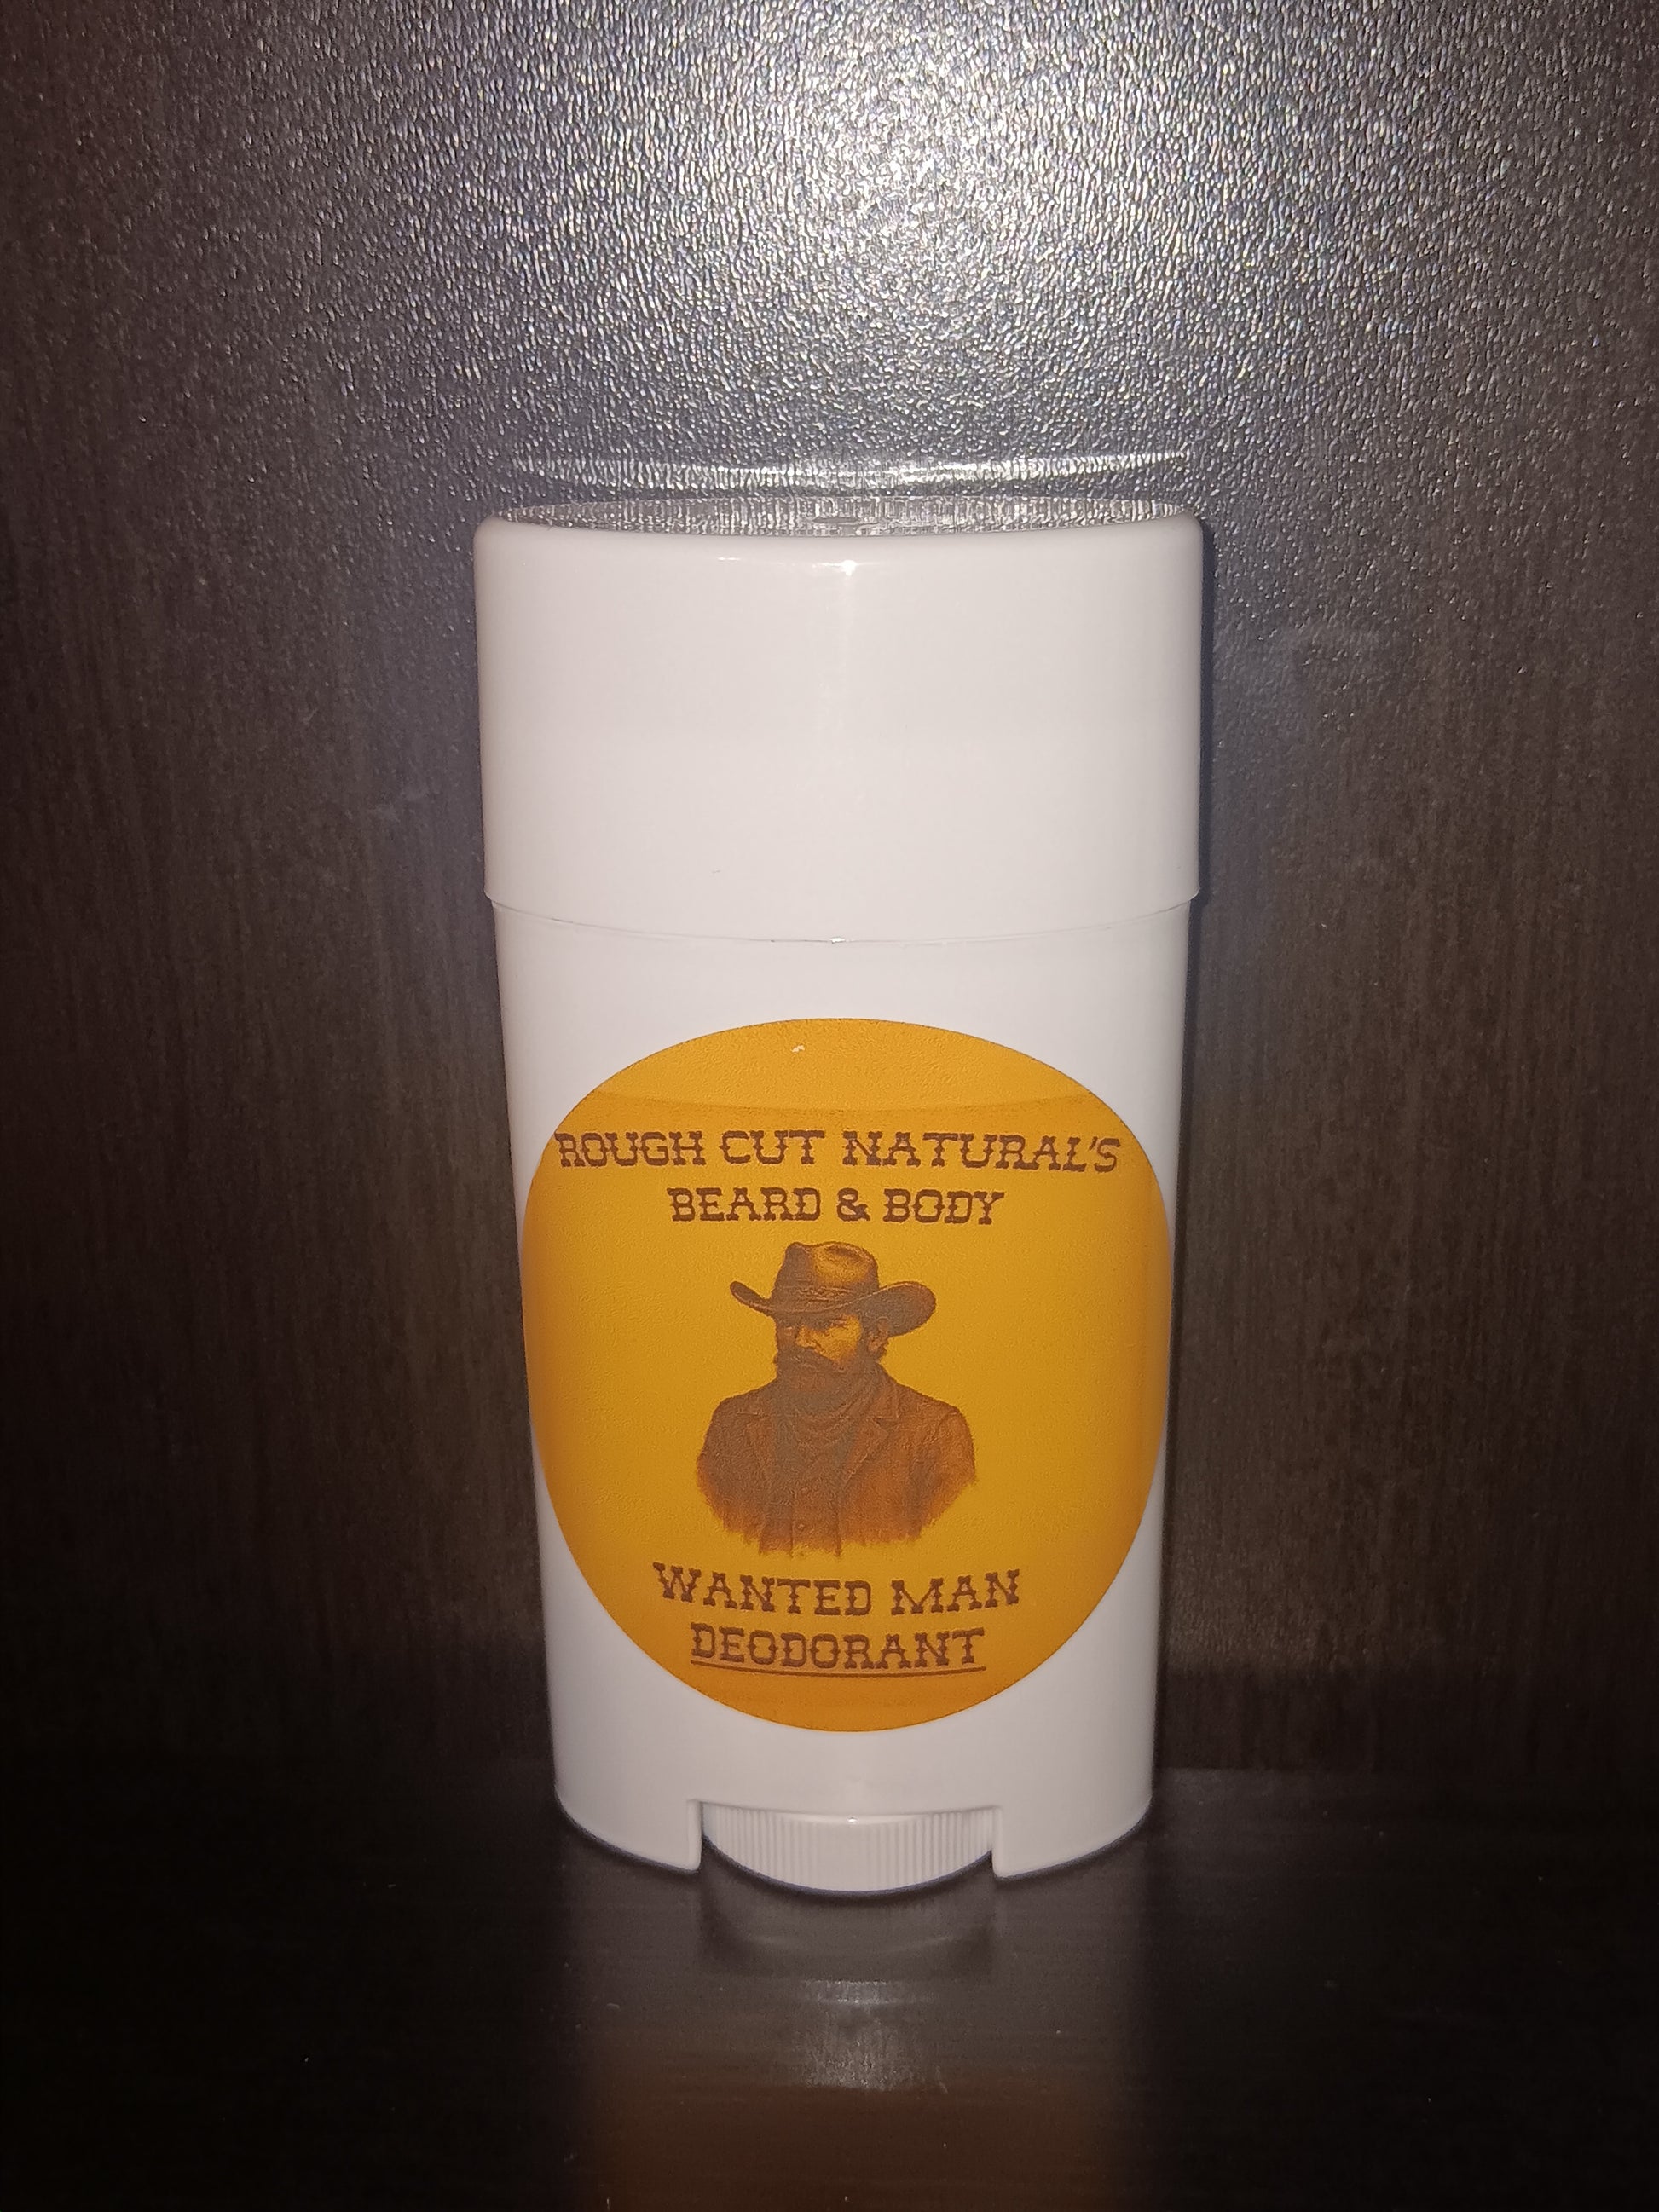 ROUGH CUT NATURAL'S
BEARD & BODY
WANTED MAN
DEODORANT